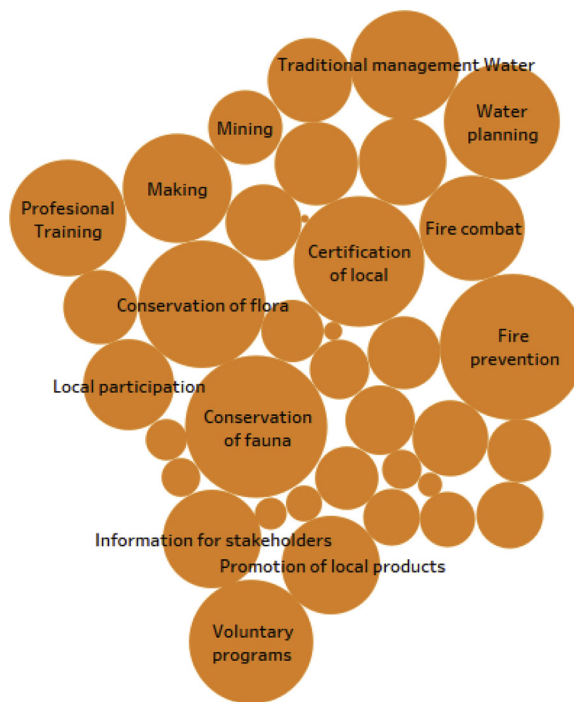 Traditional management Water
Water
planning
Mining
Making
Profesional
Training
Fire combat
Certification
of local
Conservation of flora
Fire
prevention
Local participation
Conservation
of fauna
Information for stakeholders
Promotion of local products
Voluntary
programs